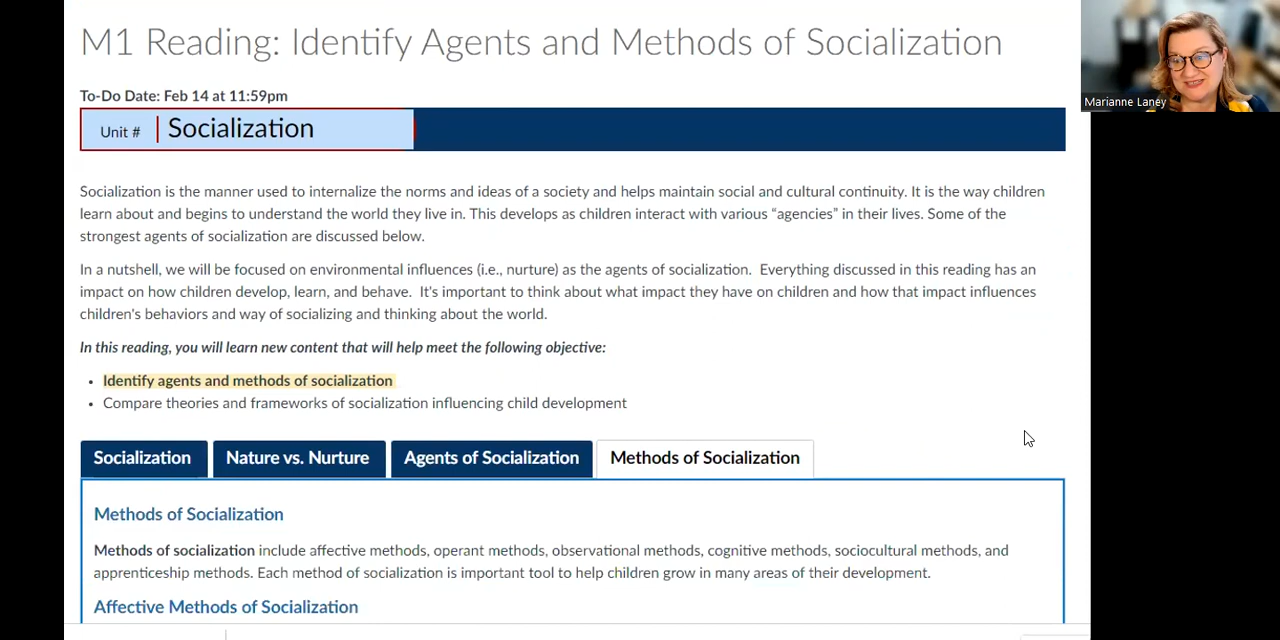 M1 Reading: Identify Agents and Methods of Socialization
Marianne Laney
To-Do Date: Feb 14 at 11:59pm
Unit # Socialization
Socialization is the manner used to internalize the norms and ideas of a society and helps maintain social and cultural continuity. It is the way children
learn about and begins to understand the world they live in. This develops as children interact with various “agencies” in their lives. Some of the
strongest agents of socialization are discussed below.
In a nutshell, we will be focused on environmental influences (i.e., nurture) as the agents of socialization. Everything discussed in this reading has an
impact on how children develop, learn, and behave. It's important to think about what impact they have on children and how that impact influences
children's behaviors and way of socializing and thinking about the world.
In this reading, you will learn new content that will help meet the following objective:
• Identify agents and methods of socialization
• Compare theories and frameworks of socialization influencing child development
Socialization Nature vs. Nurture Agents of Socialization Methods of Socialization
Methods of Socialization
Methods of socialization include affective methods, operant methods, observational methods, cognitive methods, sociocultural methods, and
apprenticeship methods. Each method of socialization is important tool to help children grow in many areas of their development.
Affective Methods of Socialization